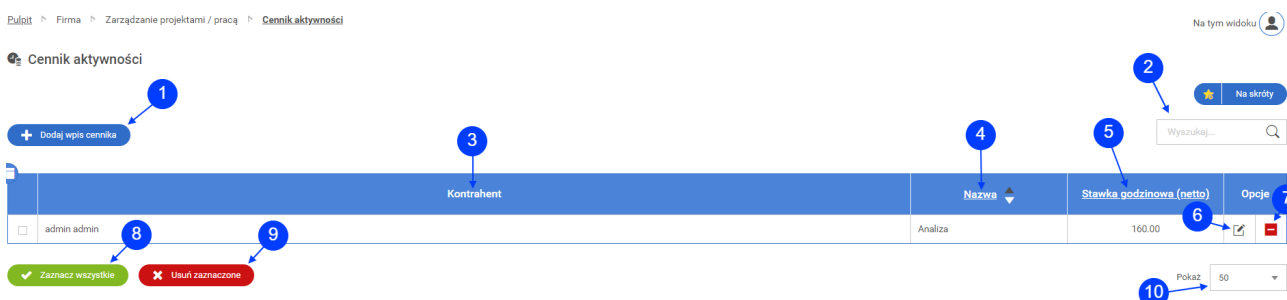 Pulpit Firma Zarządzanie projektami / pracą Cennik aktywności
Na tym widoku
Cennik aktywności
1
2
Na skróty
Dodaj wpis cennika
3
4
5
Wyszukaj...
Kontrahent
Nazwa
Stawka godzinowa (netto)
Opcje
7
6
admin admin
Analiza
160.00
8
9
Zaznacz wszystkie
Usuń zaznaczone
Pokaż
50
10